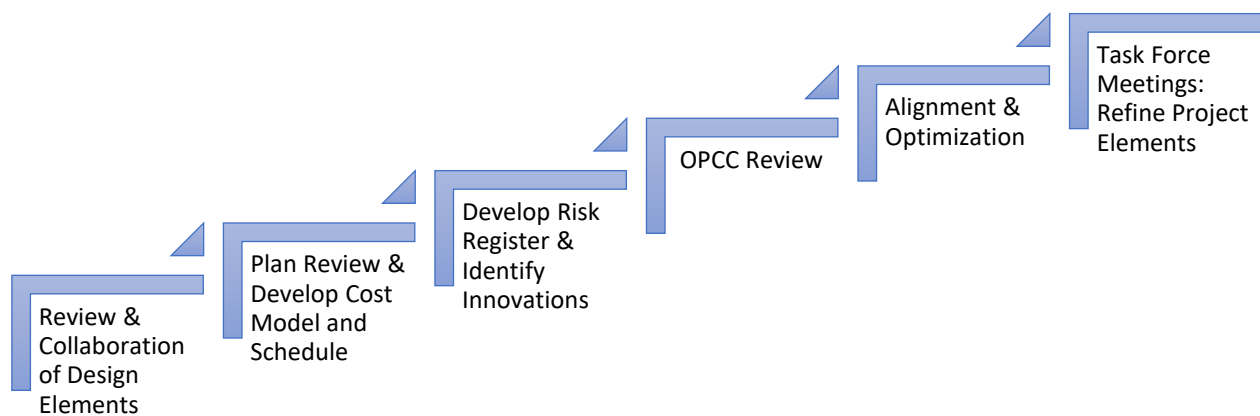 Review &
Collaboration
of Design
Elements
Plan Review &
Develop Cost
Model and
Schedule
Develop Risk
Register &
Identify
Innovations
OPCC Review
Alignment &
Optimization
Task Force
Meetings:
Refine Project
Elements